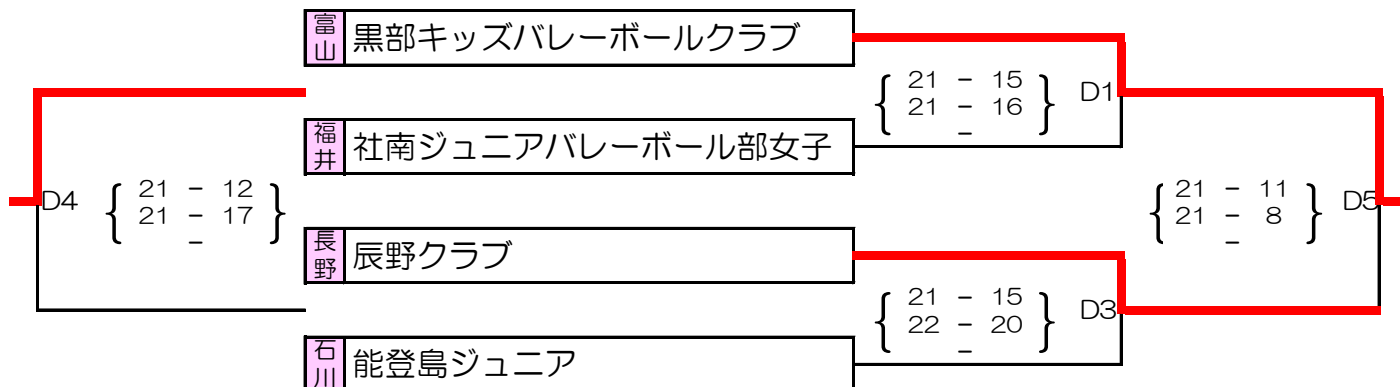 富山 黒部キッズバレーボールクラブ
21 - 15
21 - 16
-
D1
福井 社南ジュニアバレーボール部女子
D4
21 - 12
21 - 17
-
21 - 11
21 - 8
-
D5
長野 辰野クラブ
21 - 15
22 - 20
-
D3
石川 能登島ジュニア